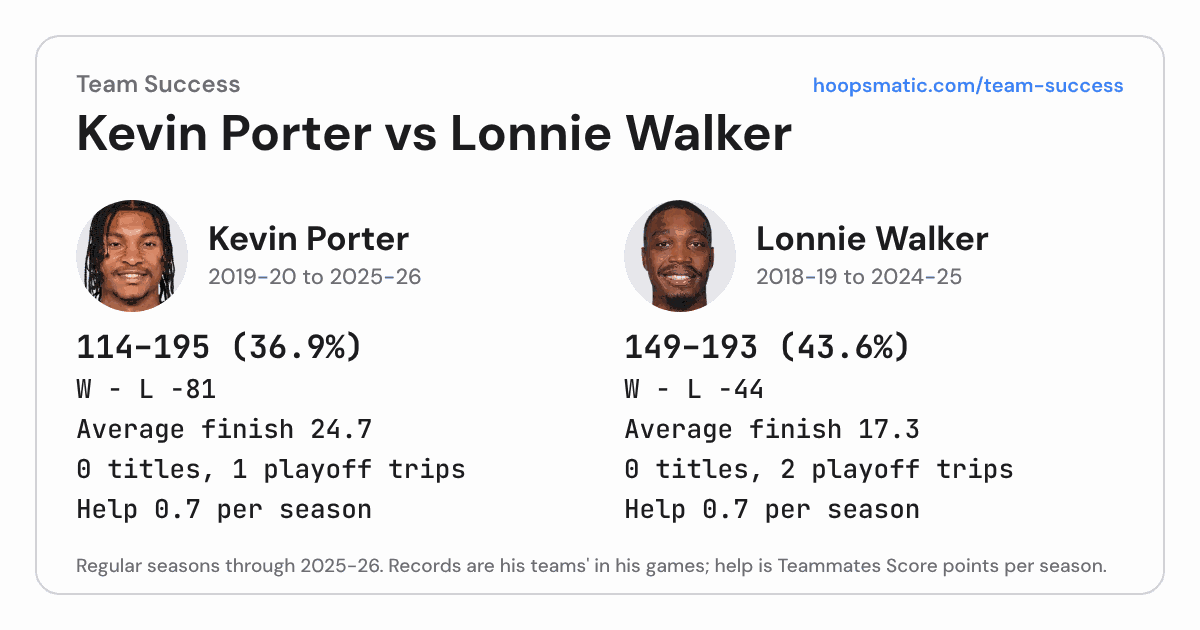 Team Success
hoopsmatic.com/team-success
Kevin Porter vs Lonnie Walker
Kevin Porter
2019-20 to 2025-26
114-195 (36.9%)
W - L -81
Average finish 24.7
0 titles, 1 playoff trips
Help 0.7 per season
Lonnie Walker
2018-19 to 2024-25
149-193 (43.6%)
W - L -44
Average finish 17.3
0 titles, 2 playoff trips
Help 0.7 per season
Regular seasons through 2025-26. Records are his teams' in his games; help is Teammates Score points per season.